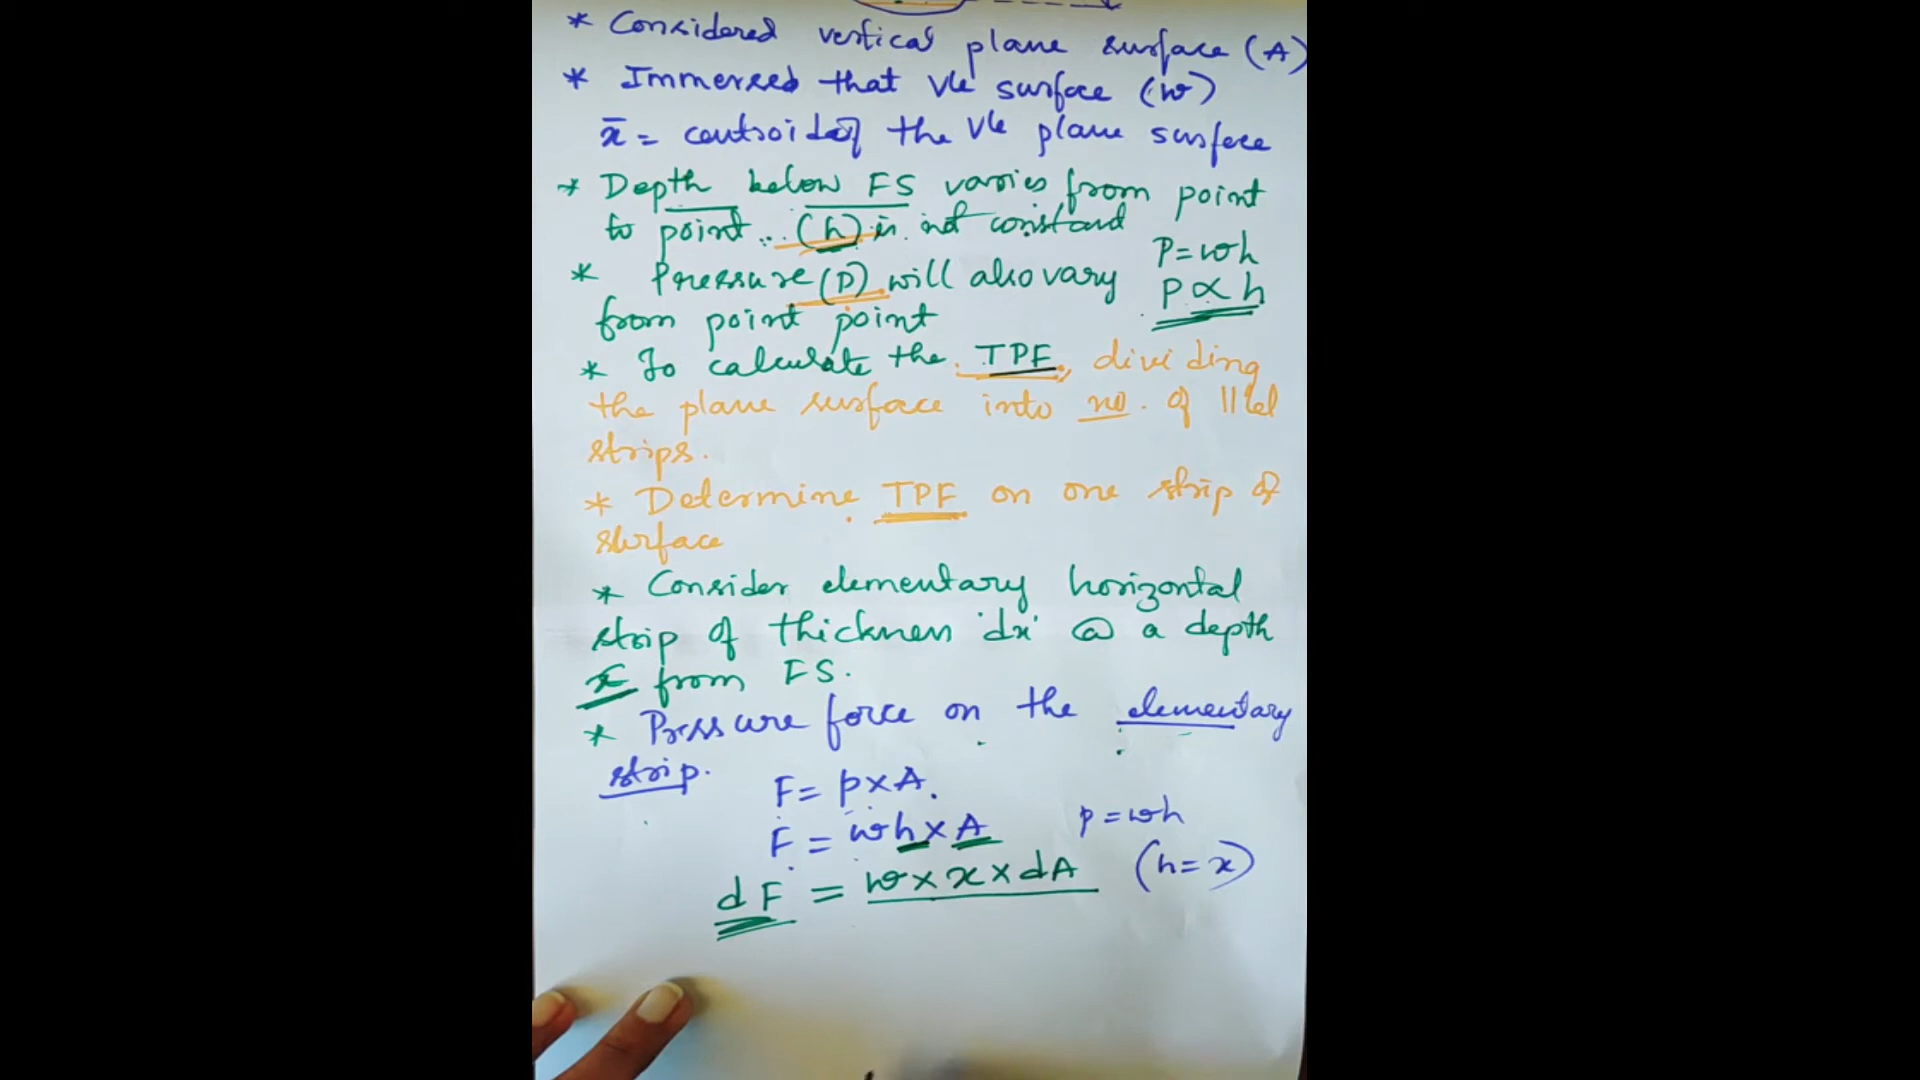 * Considered vertical plane surface (A)
* Immersed that Vle surface (w)
x̄ = centroid of the Vle plane surface
* Depth below FS varies from point
to point.. (h) is not constant
P=wh
* Pressure (P) will also vary
P ∝ h
from point point
* To calculate the TPF, dividing
the plane surface into no. of ||lel
strips.
* Determine TPF on one strip of
surface
* Consider elementary horizontal
strip of thickness 'dx' @ a depth
x from FS.
* Pressure force on the elementary
strip.
F = p×A.
F = wh×A
p = wh
dF = w×x×dA
(h=x)